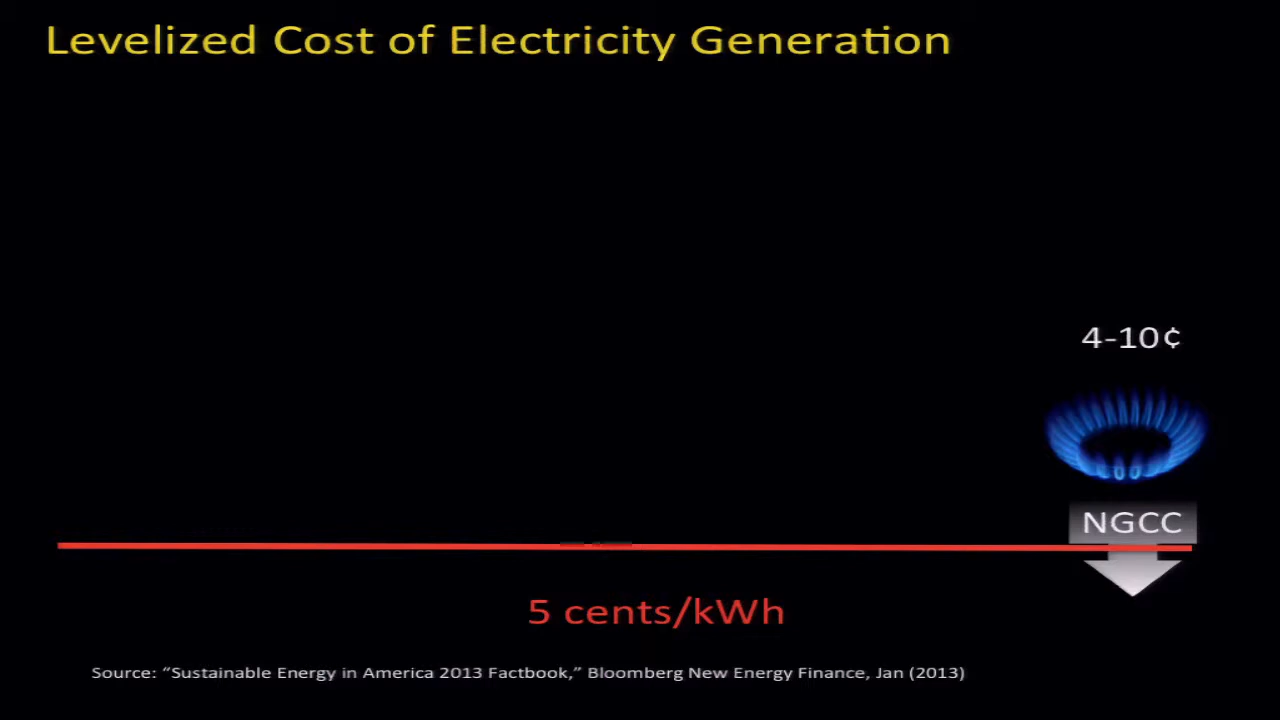 Levelized Cost of Electricity Generation
4-10¢
NGCC
5 cents/kWh
Source: “Sustainable Energy in America 2013 Factbook,” Bloomberg New Energy Finance, Jan (2013)